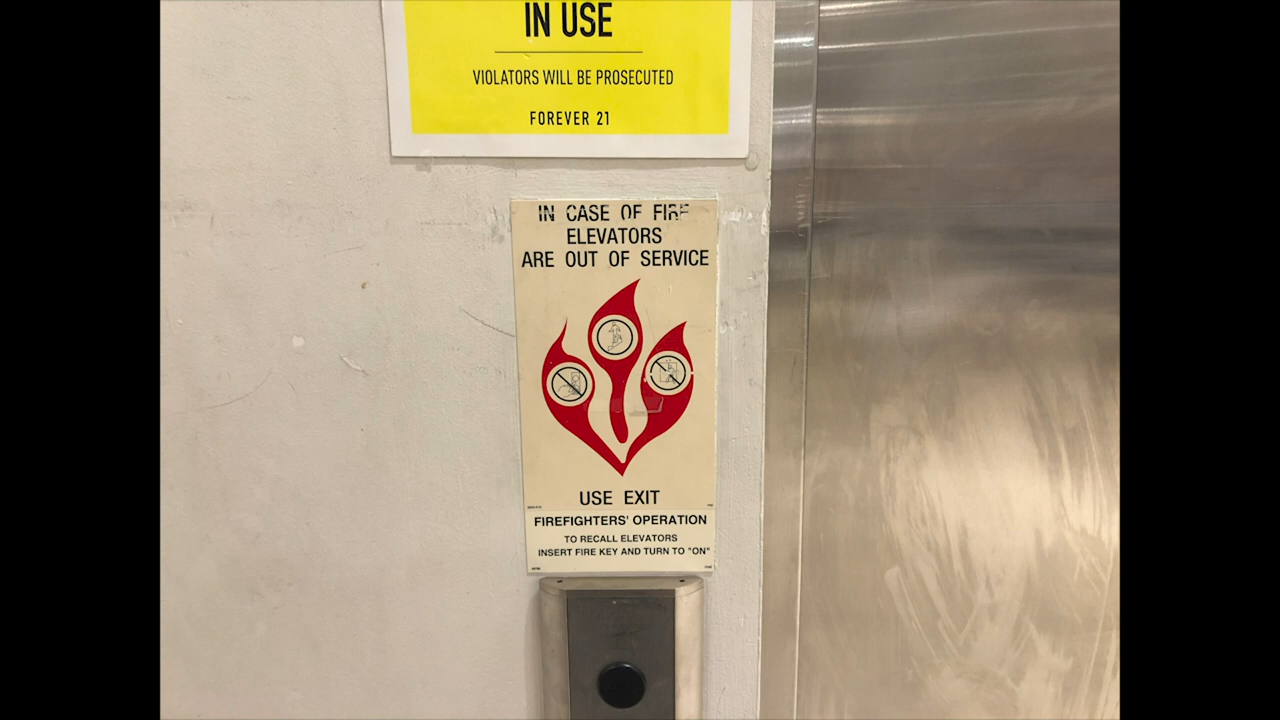 IN USE
VIOLATORS WILL BE PROSECUTED
FOREVER 21
IN CASE OF FIRE
ELEVATORS
ARE OUT OF SERVICE
USE EXIT
FIREFIGHTERS' OPERATION
TO RECALL ELEVATORS
INSERT FIRE KEY AND TURN TO "ON"